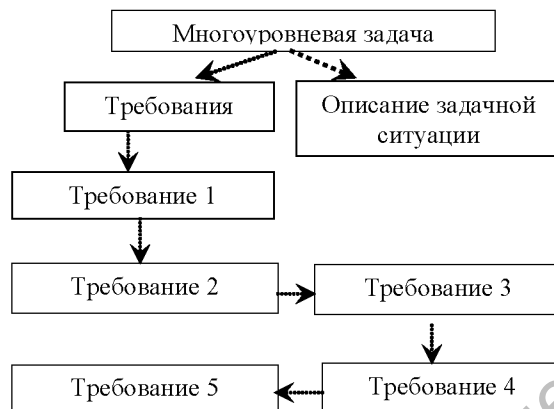 Многоуровневая задача
Требования
Описание задачной
ситуации
Требование 1
Требование 2
Требование 3
Требование 4
Требование 5